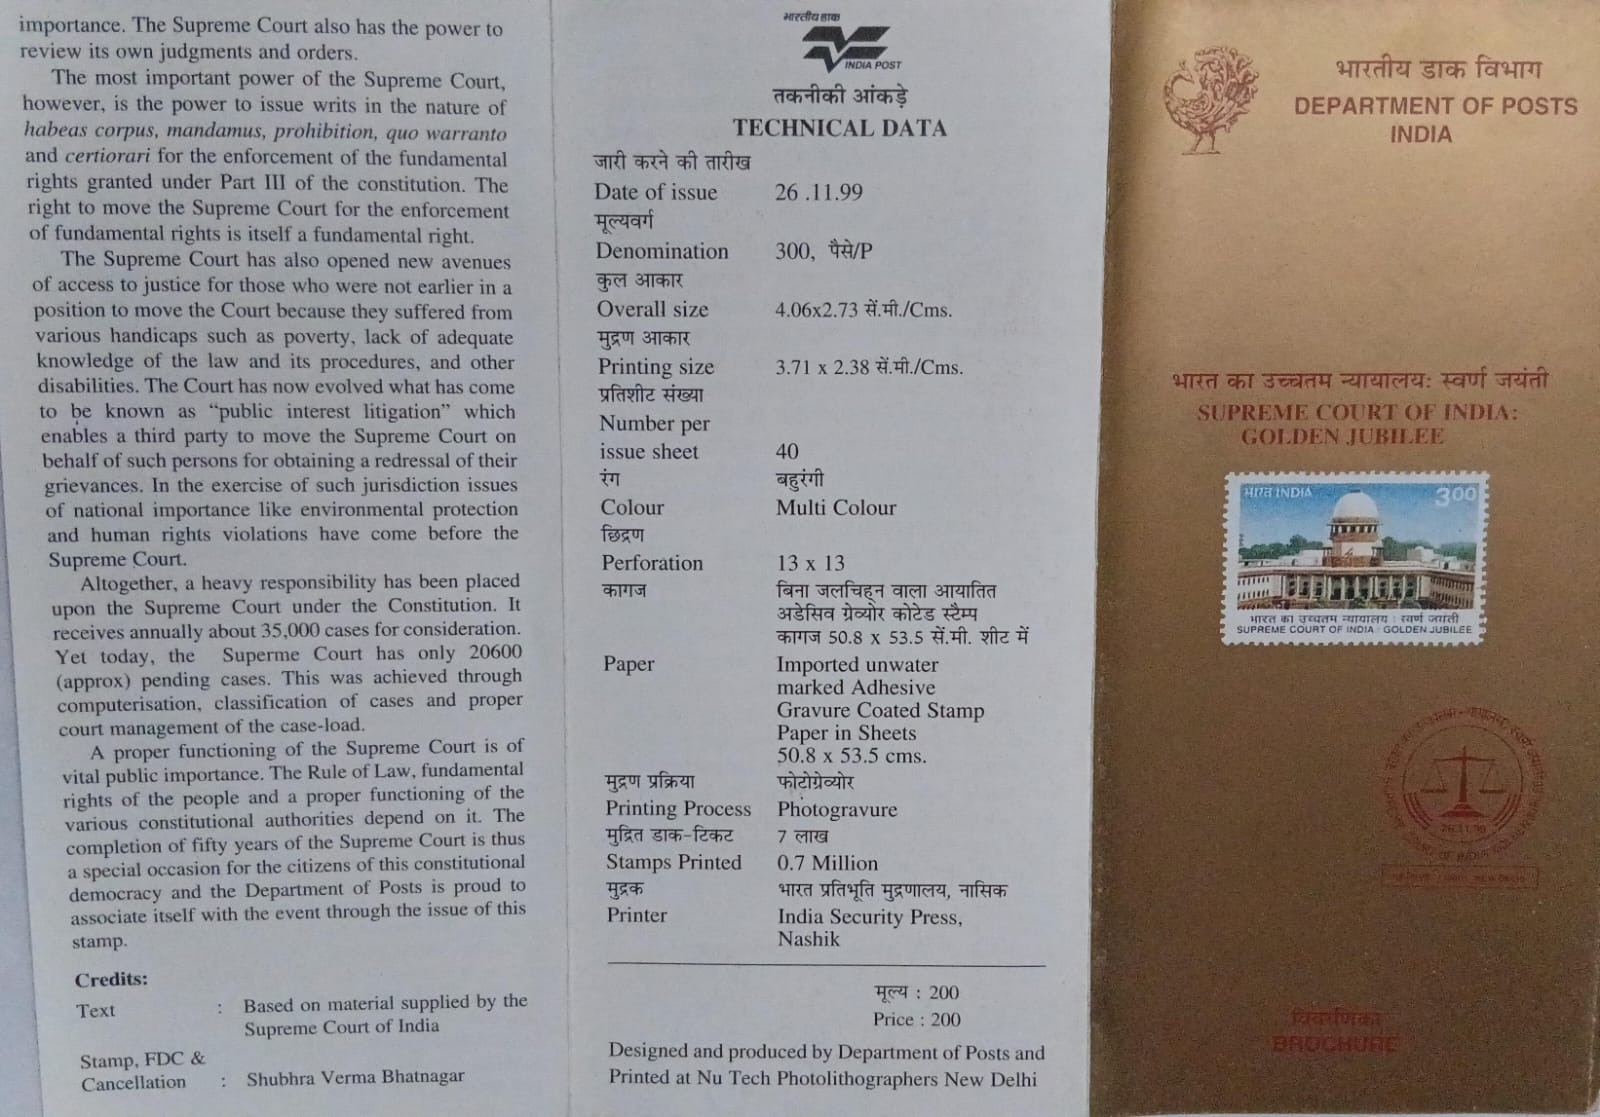 importance. The Supreme Court also has the power to
review its own judgments and orders.
The most important power of the Supreme Court,
however, is the power to issue writs in the nature of
habeas corpus, mandamus, prohibition, quo warranto
and certiorari for the enforcement of the fundamental
rights granted under Part III of the constitution. The
right to move the Supreme Court for the enforcement
of fundamental rights is itself a fundamental right.
The Supreme Court has also opened new avenues
of access to justice for those who were not earlier in a
position to move the Court because they suffered from
various handicaps such as poverty, lack of adequate
knowledge of the law and its procedures, and other
disabilities. The Court has now evolved what has come
to be known as "public interest litigation" which
enables a third party to move the Supreme Court on
behalf of such persons for obtaining a redressal of their
grievances. In the exercise of such jurisdiction issues
of national importance like environmental protection
and human rights violations have come before the
Supreme Court.
Altogether, a heavy responsibility has been placed
upon the Supreme Court under the Constitution. It
receives annually about 35,000 cases for consideration.
Yet today, the Superme Court has only 20600
(approx) pending cases. This was achieved through
computerisation, classification of cases and proper
court management of the case-load.
A proper functioning of the Supreme Court is of
vital public importance. The Rule of Law, fundamental
rights of the people and a proper functioning of the
various constitutional authorities depend on it. The
completion of fifty years of the Supreme Court is thus
a special occasion for the citizens of this constitutional
democracy and the Department of Posts is proud to
associate itself with the event through the issue of this
stamp.
Credits:
Text : Based on material supplied by the
Supreme Court of India
Stamp, FDC &
Cancellation : Shubhra Verma Bhatnagar
भारतीय डाक
INDIA POST
तकनीकी आंकड़े
TECHNICAL DATA
जारी करने की तारीख
Date of issue 26 .11.99
मूल्यवर्ग
Denomination 300, पैसे/P
कुल आकार
Overall size 4.06x2.73 सें.मी./Cms.
मुद्रण आकार
Printing size 3.71 x 2.38 सें.मी./Cms.
प्रतिशीट संख्या
Number per
issue sheet 40
रंग बहुरंगी
Colour Multi Colour
छिद्रण
Perforation 13 x 13
कागज बिना जलचिह्न वाला आयातित
अडेसिव ग्रेव्योर कोटेड स्टैम्प
कागज 50.8 x 53.5 सें.मी. शीट में
Paper Imported unwater
marked Adhesive
Gravure Coated Stamp
Paper in Sheets
50.8 x 53.5 cms.
मुद्रण प्रक्रिया फोटोग्रेव्योर
Printing Process Photogravure
मुद्रित डाक-टिकट 7 लाख
Stamps Printed 0.7 Million
मुद्रक भारत प्रतिभूति मुद्रणालय, नासिक
Printer India Security Press,
Nashik
मूल्य : 200
Price : 200
Designed and produced by Department of Posts and
Printed at Nu Tech Photolithographers New Delhi
भारतीय डाक विभाग
DEPARTMENT OF POSTS
INDIA
भारत का उच्चतम न्यायालय: स्वर्ण जयंती
SUPREME COURT OF INDIA:
GOLDEN JUBILEE
भारत INDIA 3.00
भारत का उच्चतम न्यायालय : स्वर्ण जयंती
SUPREME COURT OF INDIA : GOLDEN JUBILEE
26.11.99
NEW DELHI
विवरणिका
BROCHURE